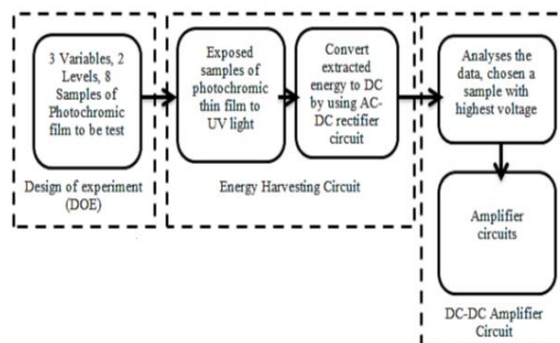 3 Variables, 2
Levels, 8
Samples of
Photochromic
film to be test
Design of experiment
(DOE)
Exposed
samples of
photochromic
thin film to
UV light
Convert
extracted
energy to DC
by using AC-
DC rectifier
circuit
Energy Harvesting Circuit
Analyses the
data, chosen a
sample with
highest voltage
Amplifier
circuits
DC-DC Amplifier
Circuit